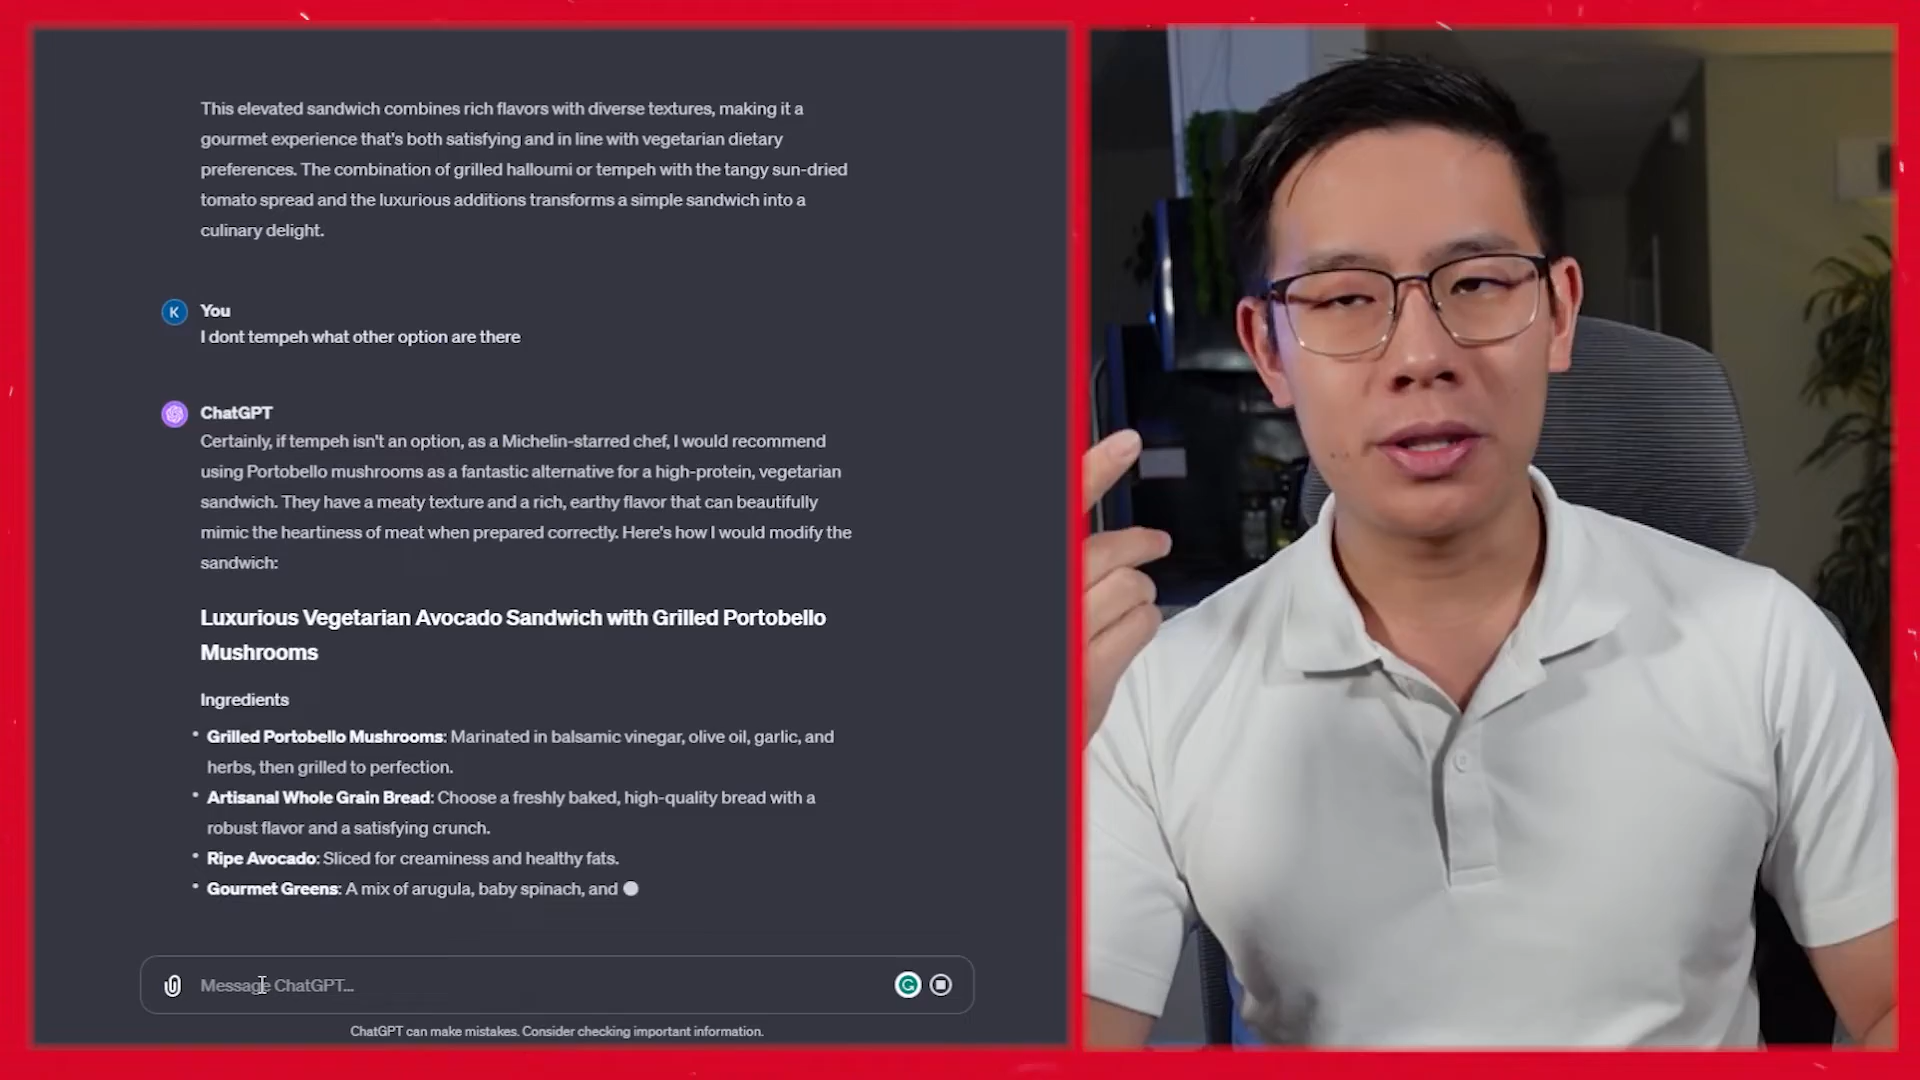 This elevated sandwich combines rich flavors with diverse textures, making it a
gourmet experience that's both satisfying and in line with vegetarian dietary
preferences. The combination of grilled halloumi or tempeh with the tangy sun-dried
tomato spread and the luxurious additions transforms a simple sandwich into a
culinary delight.
K
You
I dont tempeh what other option are there
ChatGPT
Certainly, if tempeh isn't an option, as a Michelin-starred chef, I would recommend
using Portobello mushrooms as a fantastic alternative for a high-protein, vegetarian
sandwich. They have a meaty texture and a rich, earthy flavor that can beautifully
mimic the heartiness of meat when prepared correctly. Here's how I would modify the
sandwich:
Luxurious Vegetarian Avocado Sandwich with Grilled Portobello
Mushrooms
Ingredients
• Grilled Portobello Mushrooms: Marinated in balsamic vinegar, olive oil, garlic, and
herbs, then grilled to perfection.
• Artisanal Whole Grain Bread: Choose a freshly baked, high-quality bread with a
robust flavor and a satisfying crunch.
• Ripe Avocado: Sliced for creaminess and healthy fats.
• Gourmet Greens: A mix of arugula, baby spinach, and
Message ChatGPT...
ChatGPT can make mistakes. Consider checking important information.